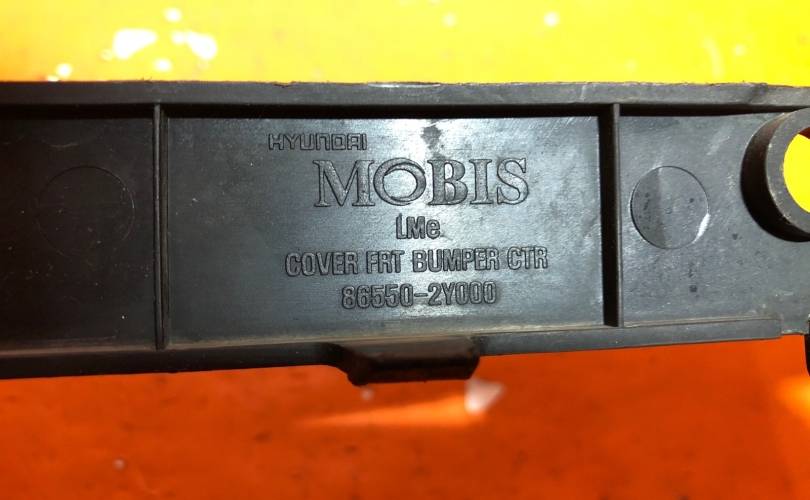 HYUNDAI
MOBIS
LMe
COVER FRT BUMPER CTR
86550-2Y000